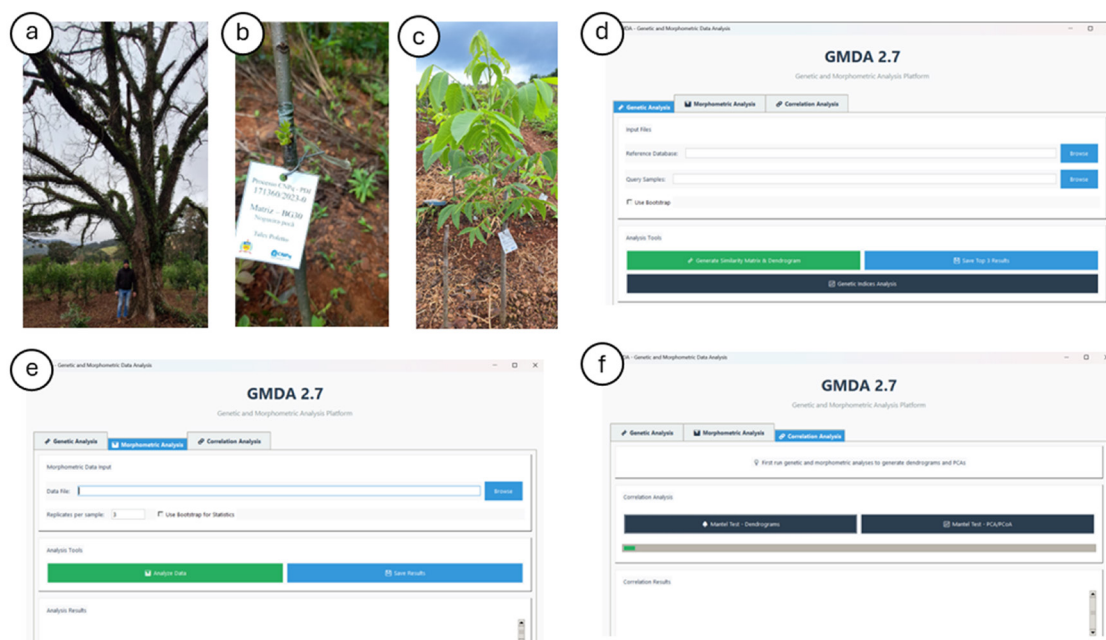 a
b
Processo CNPq - PDJ
171360/2023-0
Matriz – BG30
Tales Poletto
CNPq
c
d
DA - Genetic and Morphometric Data Analysis
GMDA 2.7
Genetic and Morphometric Analysis Platform
Genetic Analysis
Morphometric Analysis
Correlation Analysis
Input Files
Reference Database:
Browse
Query Samples:
Browse
Use Bootstrap
Analysis Tools
Generate Similarity Matrix & Dendrogram
Save Top 3 Results
Genetic Indices Analysis
e
Genetic and Morphometric Data Analysis
GMDA 2.7
Genetic and Morphometric Analysis Platform
Genetic Analysis
Morphometric Analysis
Correlation Analysis
Morphometric Data Input
Data File:
Browse
Replicates per sample:
3
Use Bootstrap for Statistics
Analysis Tools
Analyze Data
Save Results
Analysis Results
f
DA - Genetic and Morphometric Data Analysis
GMDA 2.7
Genetic and Morphometric Analysis Platform
Genetic Analysis
Morphometric Analysis
Correlation Analysis
First run genetic and morphometric analyses to generate dendrograms and PCAs
Correlation Analysis
Mantel Test - Dendrograms
Mantel Test - PCA/PCoA
Correlation Results